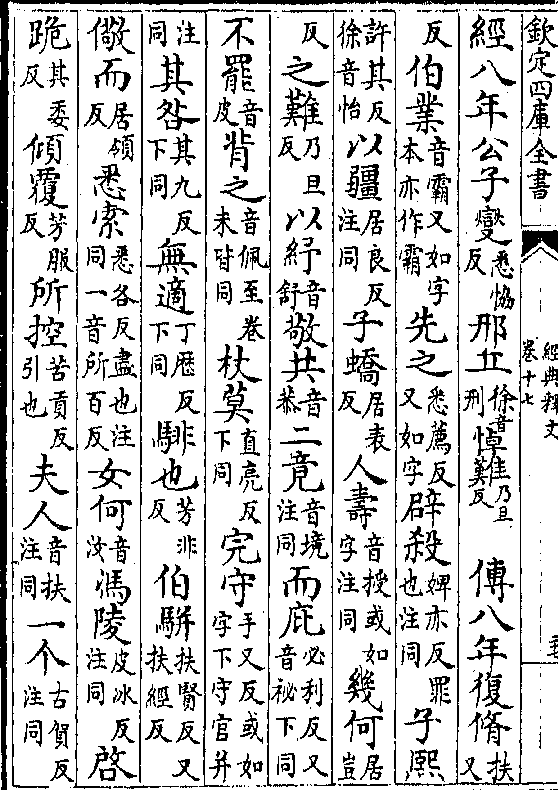 欽定四庫全書
經典釋文
卷十七
經八年公子燮悉協反邢丘音刑難乃旦反傳八年復脩扶又
反伯業音霸又如字本亦作霸先之悉薦反又如字辟殺婢亦反罪也注同子熙
許其反徐音怡以疆居良反注同子蟜居表反人壽音授或如字注同幾何居豈
反之難乃旦反以紓音舒敬共音恭二竟音境注同而庇必利反又音祕下同
不罷音皮背之音佩至卷末皆同杖莫直亮反下同完守手又反或如字下守官并
注同其咎其九反下同無適丁歷反下同騑也芳非反伯駢扶賢反又扶經反
儆而居領反悉索悉各反盡也注同一音所百反女何音汝馮陵皮冰反注同啓
跪其委反傾覆芳服反所控苦貢反引也夫人音扶注同一个古賀反注同